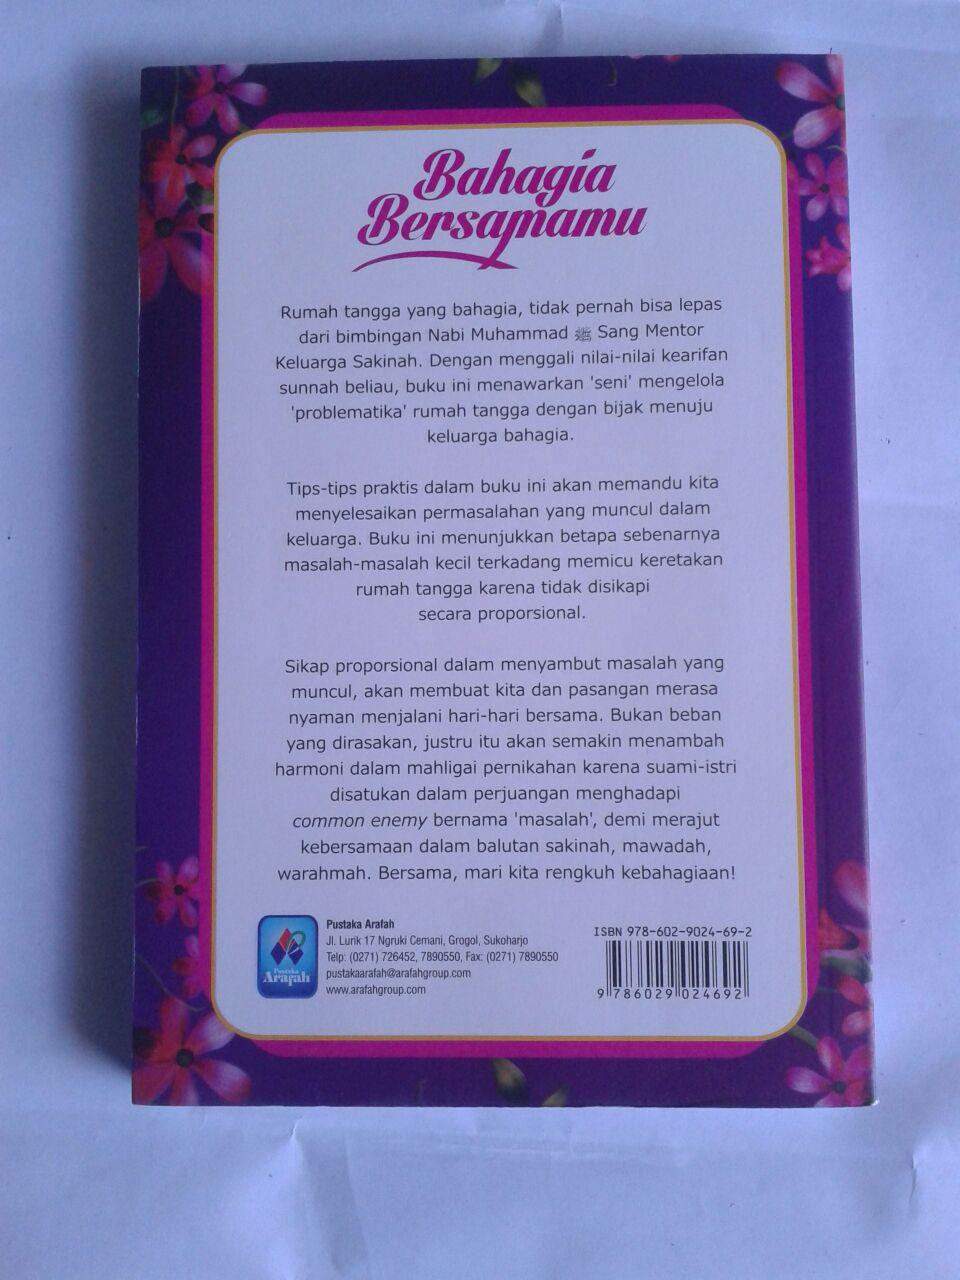 Bahagia
Bersamamu
Rumah tangga yang bahagia, tidak pernah bisa lepas
dari bimbingan Nabi Muhammad ﷺ Sang Mentor
Keluarga Sakinah. Dengan menggali nilai-nilai kearifan
sunnah beliau, buku ini menawarkan 'seni' mengelola
'problematika' rumah tangga dengan bijak menuju
keluarga bahagia.
Tips-tips praktis dalam buku ini akan memandu kita
menyelesaikan permasalahan yang muncul dalam
keluarga. Buku ini menunjukkan betapa sebenarnya
masalah-masalah kecil terkadang memicu keretakan
rumah tangga karena tidak disikapi
secara proporsional.
Sikap proporsional dalam menyambut masalah yang
muncul, akan membuat kita dan pasangan merasa
nyaman menjalani hari-hari bersama. Bukan beban
yang dirasakan, justru itu akan semakin menambah
harmoni dalam mahligai pernikahan karena suami-istri
disatukan dalam perjuangan menghadapi
common enemy bernama 'masalah', demi merajut
kebersamaan dalam balutan sakinah, mawadah,
warahmah. Bersama, mari kita rengkuh kebahagiaan!
Pustaka
Arafah
Pustaka Arafah
Jl. Lurik 17 Ngruki Cemani, Grogol, Sukoharjo
Telp: (0271) 726452, 7890550, Fax: (0271) 7890550
pustakaarafah@arafahgroup.com
www.arafahgroup.com
ISBN 978-602-9024-69-2
9 786029 024692